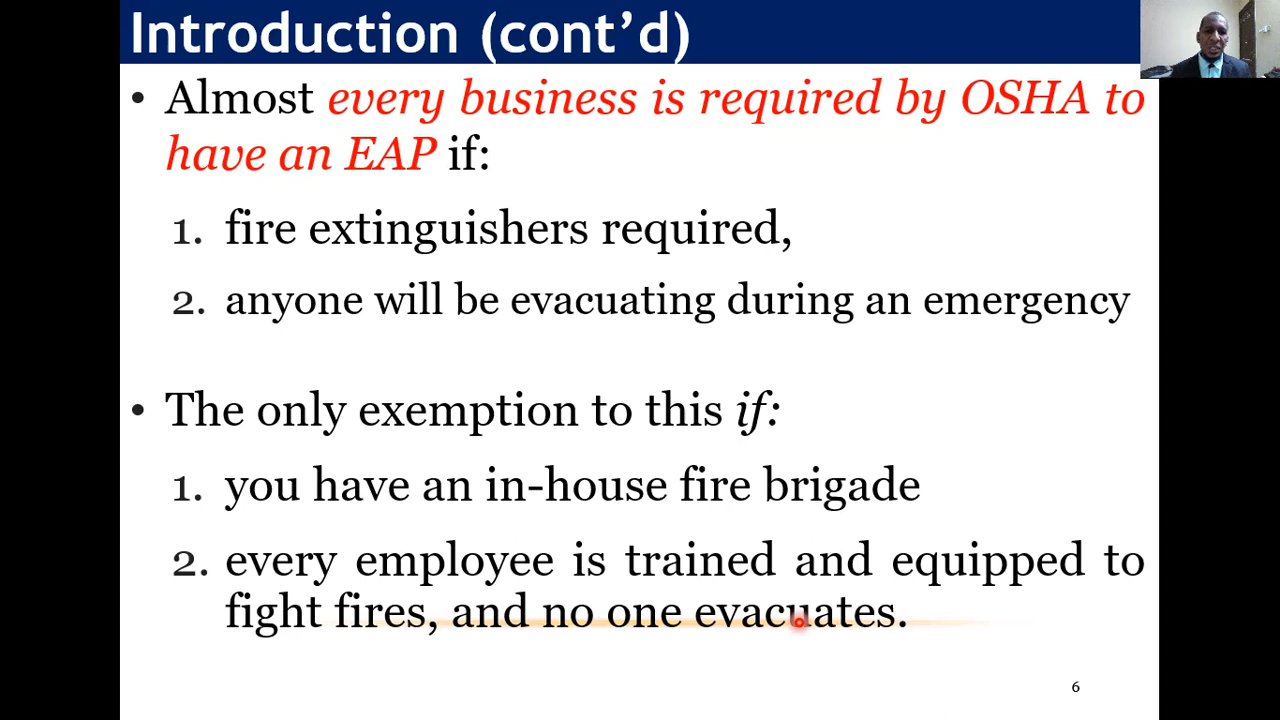 Introduction (cont’d)
• Almost every business is required by OSHA to
have an EAP if:
1. fire extinguishers required,
2. anyone will be evacuating during an emergency
• The only exemption to this if:
1. you have an in-house fire brigade
2. every employee is trained and equipped to
fight fires, and no one evacuates.
6